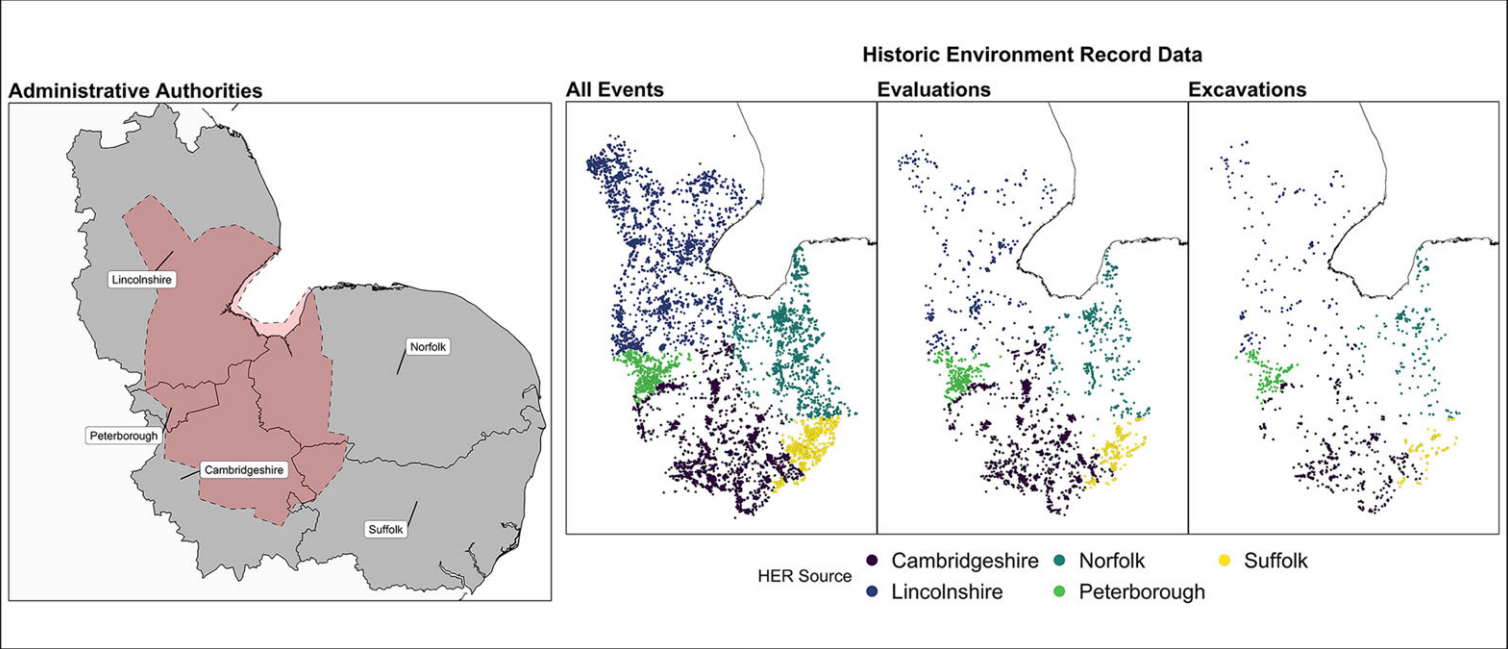 Historic Environment Record Data
Administrative Authorities
All Events
Evaluations
Excavations
Lincolnshire
Norfolk
Peterborough
Cambridgeshire
Suffolk
HER Source
Cambridgeshire
Norfolk
Suffolk
Lincolnshire
Peterborough